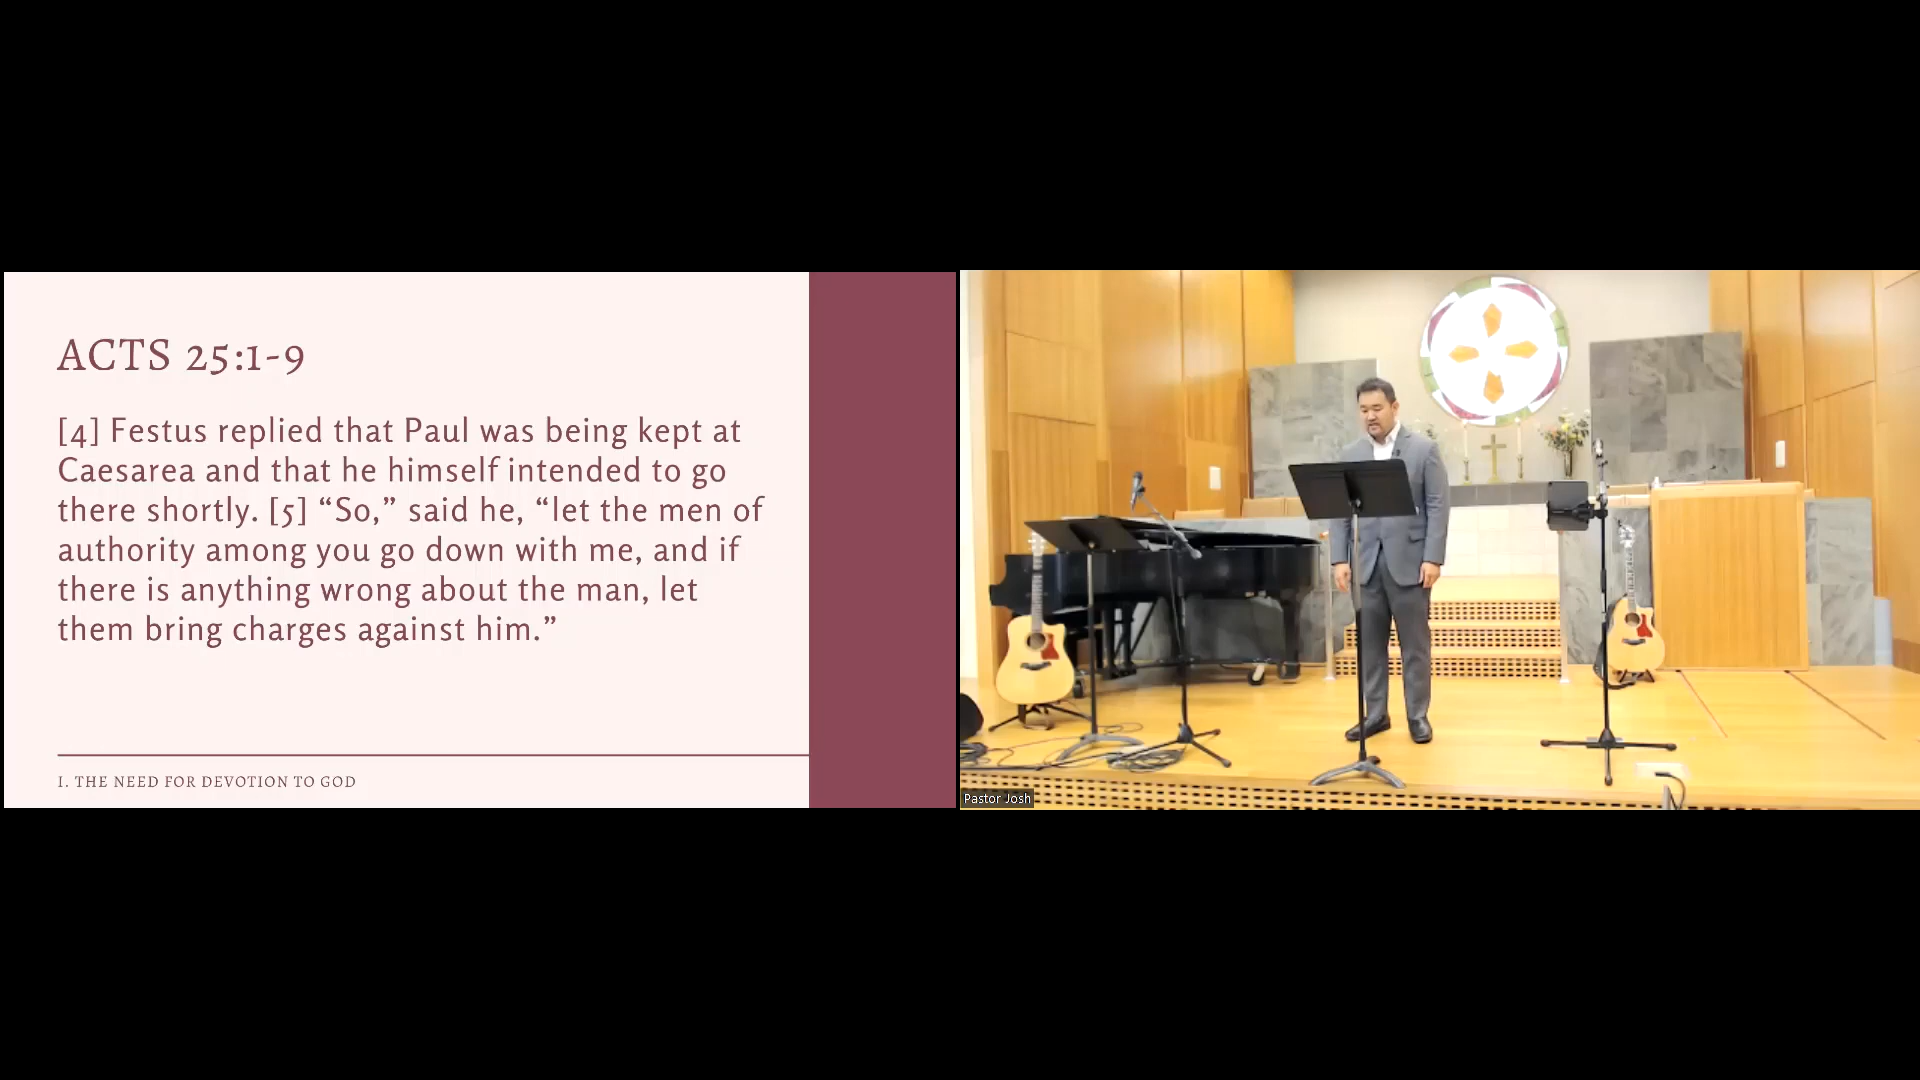 ACTS 25:1-9
[4] Festus replied that Paul was being kept at
Caesarea and that he himself intended to go
there shortly. [5] “So,” said he, “let the men of
authority among you go down with me, and if
there is anything wrong about the man, let
them bring charges against him.”
I. THE NEED FOR DEVOTION TO GOD
Pastor Josh